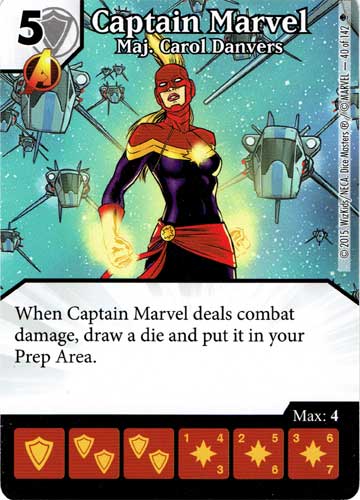 5
Captain Marvel
Maj. Carol Danvers
© 2015 WizKids/NECA. Dice Masters ® / © MARVEL — 40 of 142
When Captain Marvel deals combat
damage, draw a die and put it in your
Prep Area.
Max: 4
1 4 3
2 5 6
3 6 7